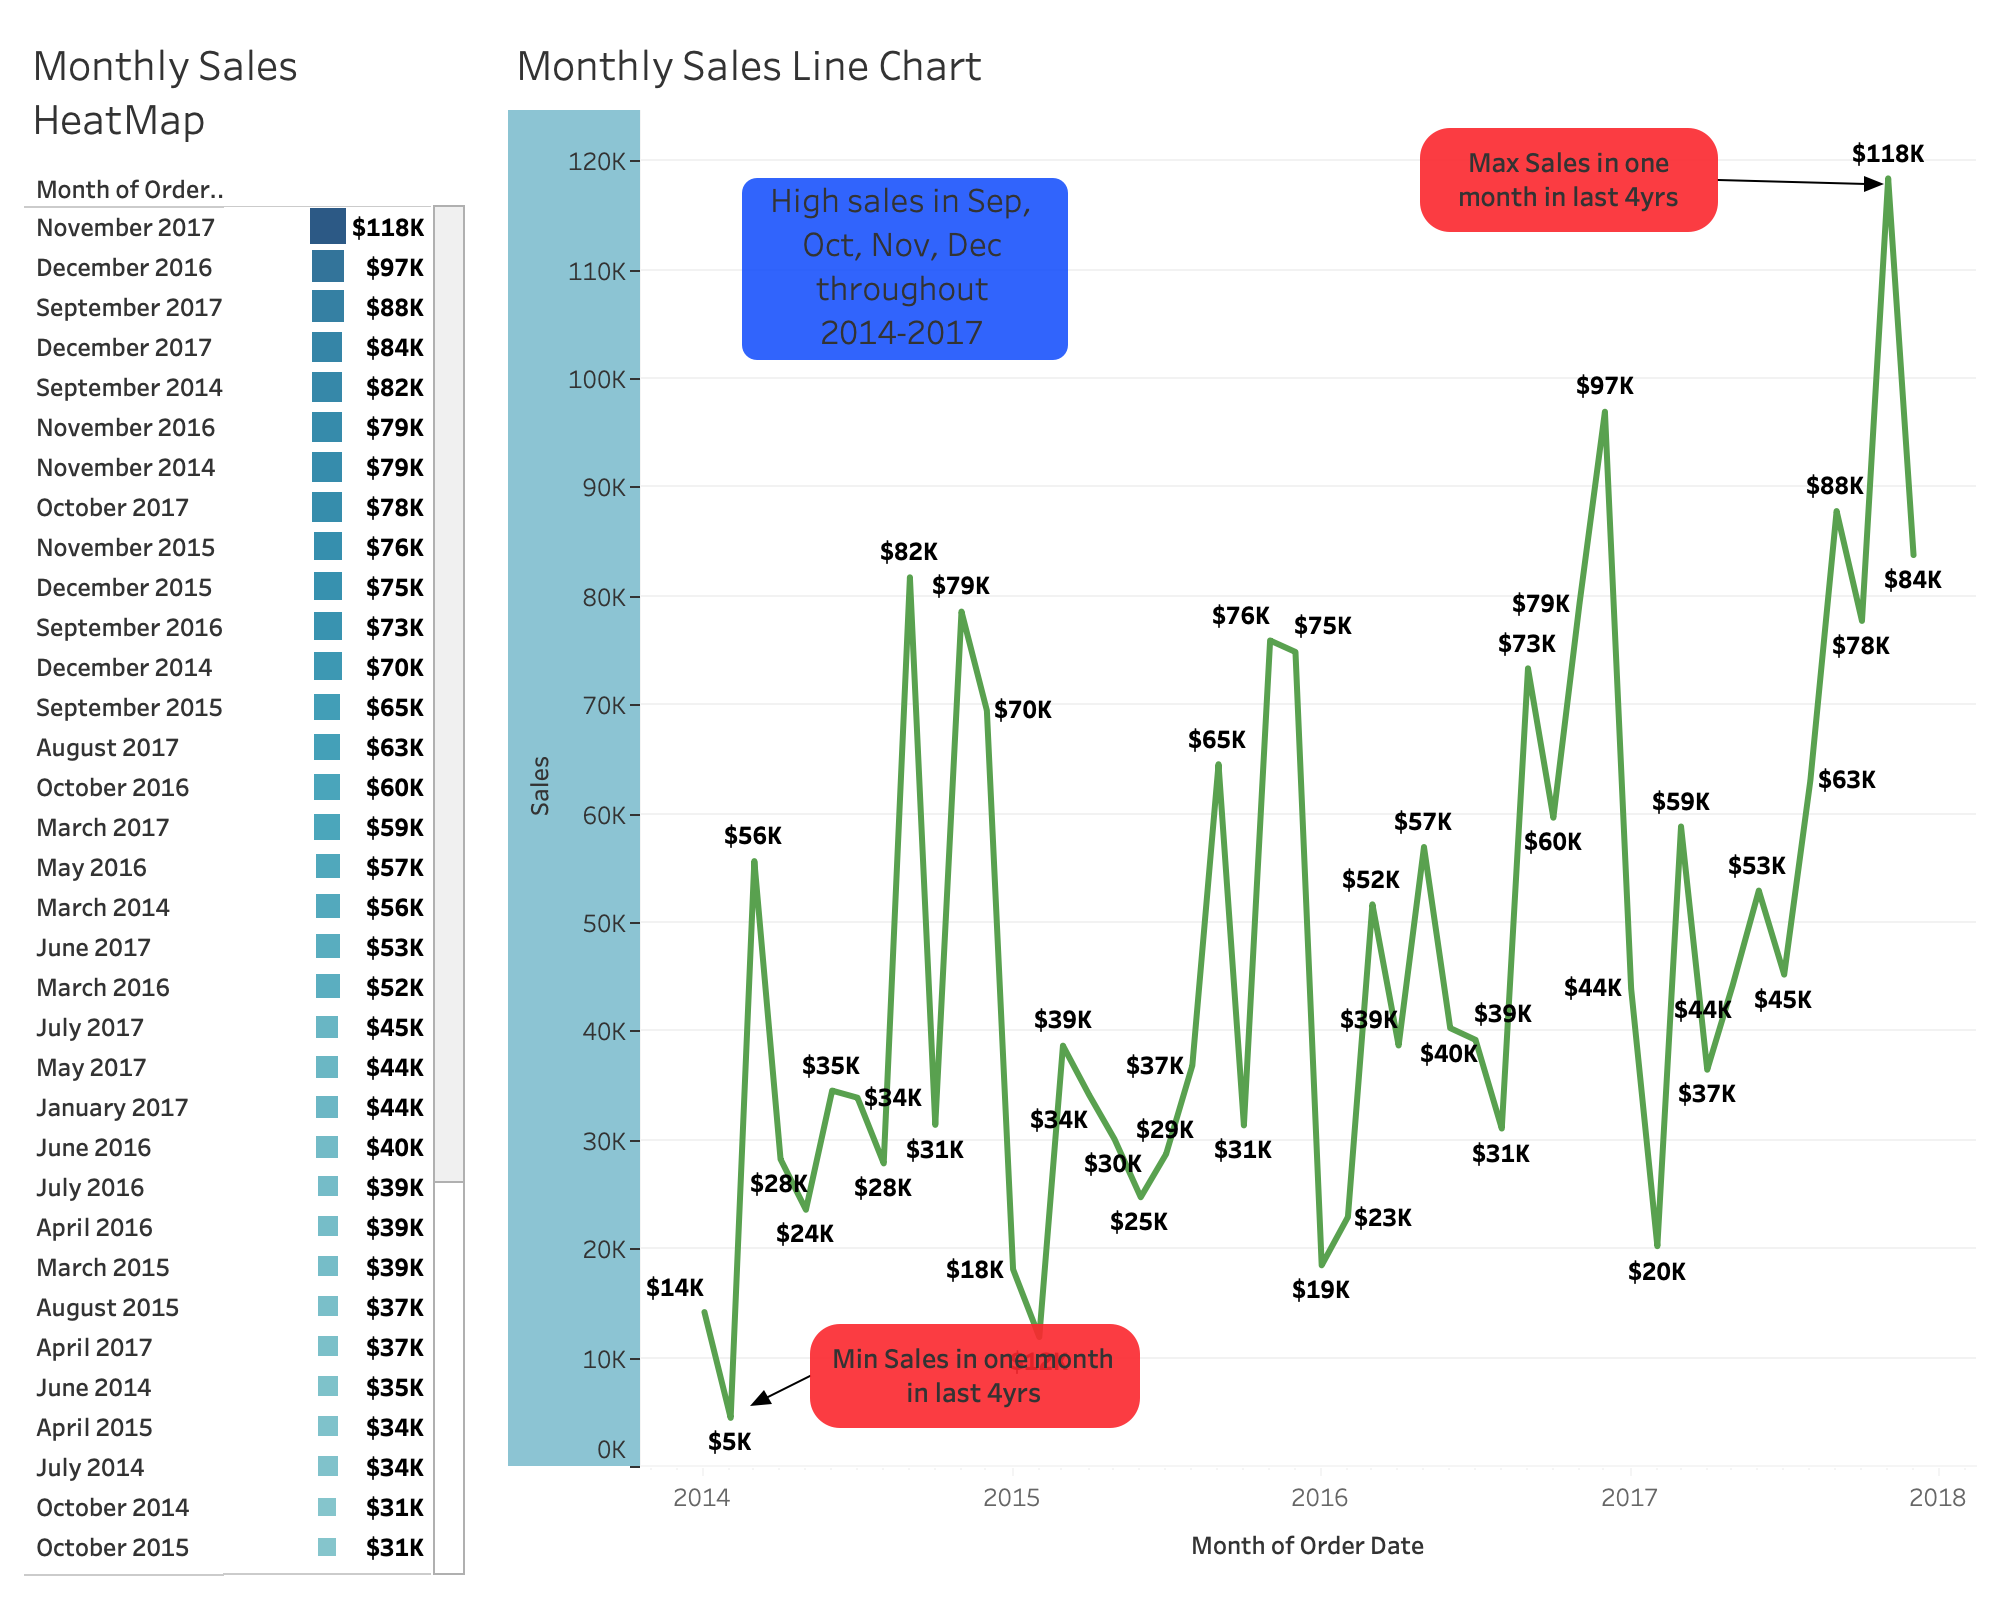 Monthly Sales
HeatMap
Month of Order..
November 2017 $118K
December 2016 $97K
September 2017 $88K
December 2017 $84K
September 2014 $82K
November 2016 $79K
November 2014 $79K
October 2017 $78K
November 2015 $76K
December 2015 $75K
September 2016 $73K
December 2014 $70K
September 2015 $65K
August 2017 $63K
October 2016 $60K
March 2017 $59K
May 2016 $57K
March 2014 $56K
June 2017 $53K
March 2016 $52K
July 2017 $45K
May 2017 $44K
January 2017 $44K
June 2016 $40K
July 2016 $39K
April 2016 $39K
March 2015 $39K
August 2015 $37K
April 2017 $37K
June 2014 $35K
April 2015 $34K
July 2014 $34K
October 2014 $31K
October 2015 $31K
Monthly Sales Line Chart
Sales
120K
110K
100K
90K
80K
70K
60K
50K
40K
30K
20K
10K
0K
High sales in Sep,
Oct, Nov, Dec
throughout
2014-2017
Max Sales in one
month in last 4yrs
Min Sales in one month
in last 4yrs
$14K
$5K
$56K
$28K
$24K
$35K
$34K
$28K
$82K
$31K
$79K
$70K
$18K
$12K
$39K
$34K
$30K
$25K
$29K
$37K
$65K
$31K
$76K
$75K
$19K
$23K
$52K
$39K
$57K
$40K
$39K
$31K
$73K
$60K
$79K
$97K
$44K
$20K
$59K
$37K
$44K
$53K
$45K
$63K
$88K
$78K
$118K
$84K
2014
2015
2016
2017
2018
Month of Order Date